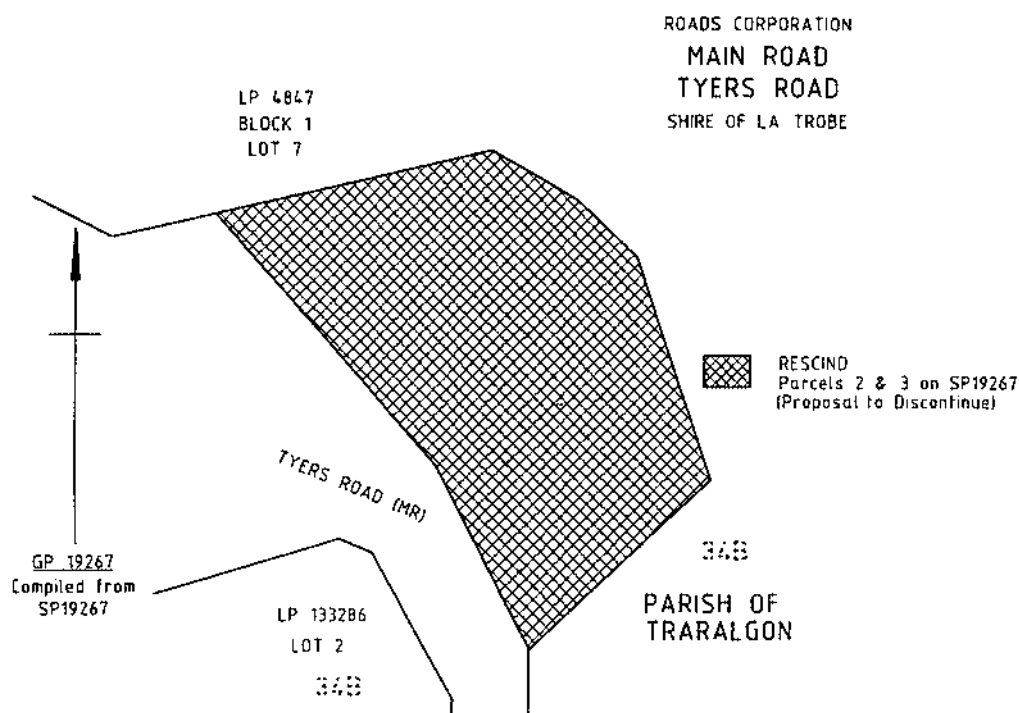 ROADS CORPORATION
MAIN ROAD
TYERS ROAD
SHIRE OF LA TROBE
LP 4847
BLOCK 1
LOT 7
RESCIND
Parcels 2 & 3 on SP19267
(Proposal to Discontinue)
TYERS ROAD (MR)
GP 19267
Compiled from
SP19267
34B
PARISH OF
TRARALGON
LP 133286
LOT 2
34B